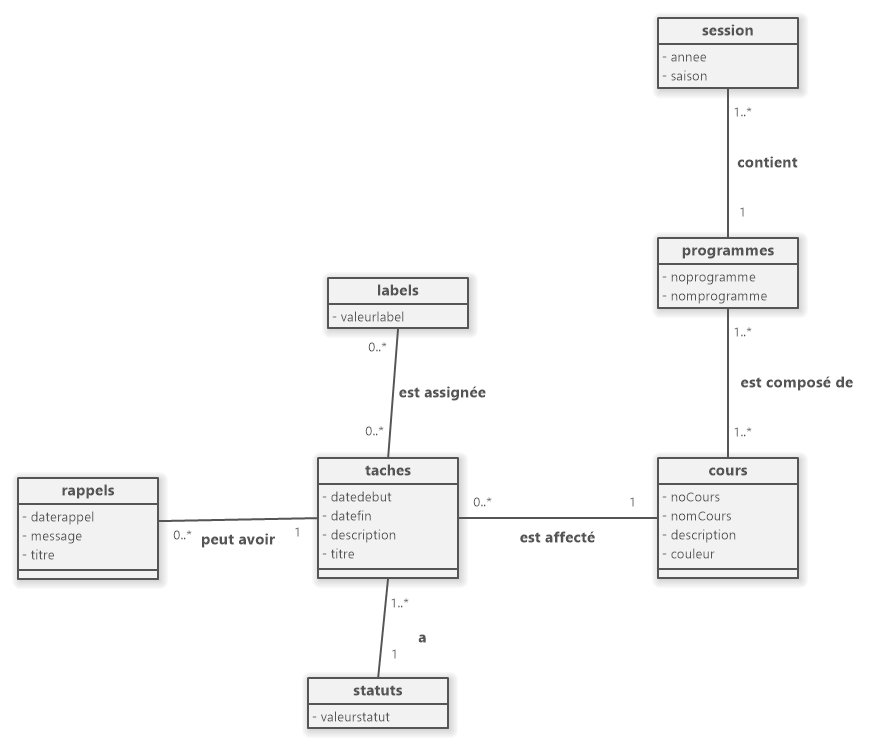 session
- annee
- saison
1..*
contient
1
programmes
- noprogramme
- nomprogramme
1..*
est composé de
1..*
labels
- valeurlabel
0..*
est assignée
0..*
rappels
- daterappel
- message
- titre
0..*
peut avoir
1
taches
- datedebut
- datefin
- description
- titre
0..*
est affecté
1
cours
- noCours
- nomCours
- description
- couleur
1..*
a
1
statuts
- valeurstatut